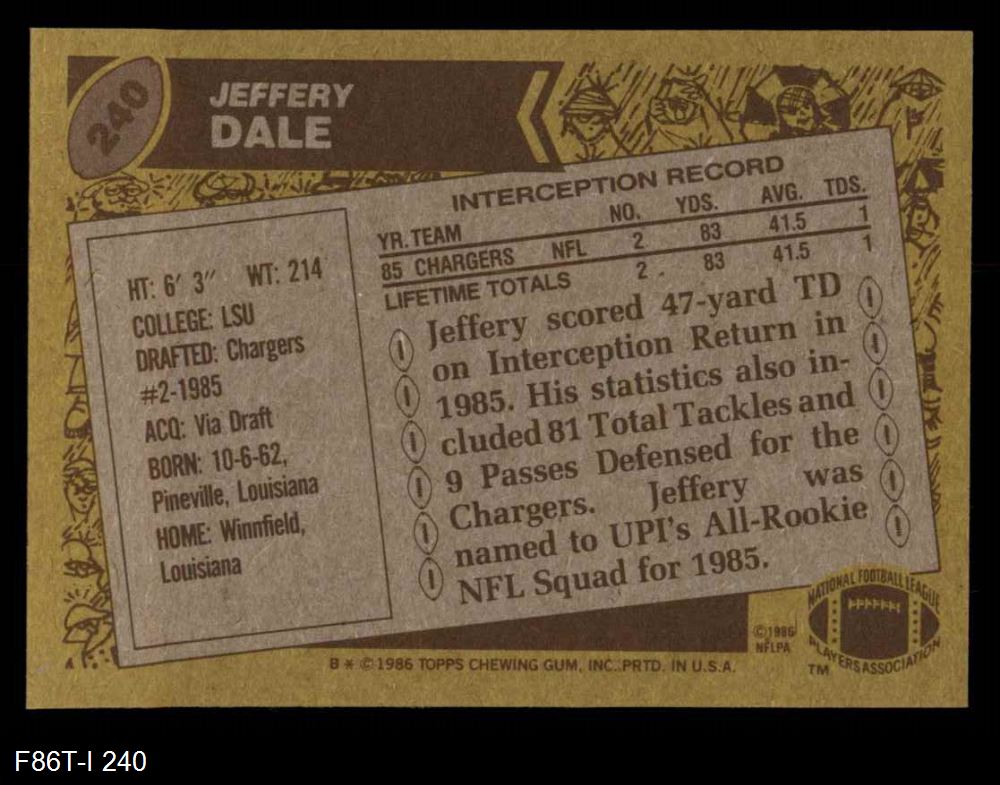 240
JEFFERY
DALE
HT: 6' 3" WT: 214
COLLEGE: LSU
DRAFTED: Chargers
#2-1985
ACQ: Via Draft
BORN: 10-6-62,
Pineville, Louisiana
HOME: Winnfield,
Louisiana
INTERCEPTION RECORD
YR. TEAM NO. YDS. AVG. TDS.
85 CHARGERS NFL 2 83 41.5 1
LIFETIME TOTALS 2 83 41.5 1
Jeffery scored 47-yard TD
on Interception Return in
1985. His statistics also in-
cluded 81 Total Tackles and
9 Passes Defensed for the
Chargers. Jeffery was
named to UPI's All-Rookie
NFL Squad for 1985.
©1986
NFLPA
NATIONAL FOOTBALL LEAGUE
PLAYERS ASSOCIATION
TM
B * © 1986 TOPPS CHEWING GUM, INC. PRTD. IN U.S.A.
F86T-I 240